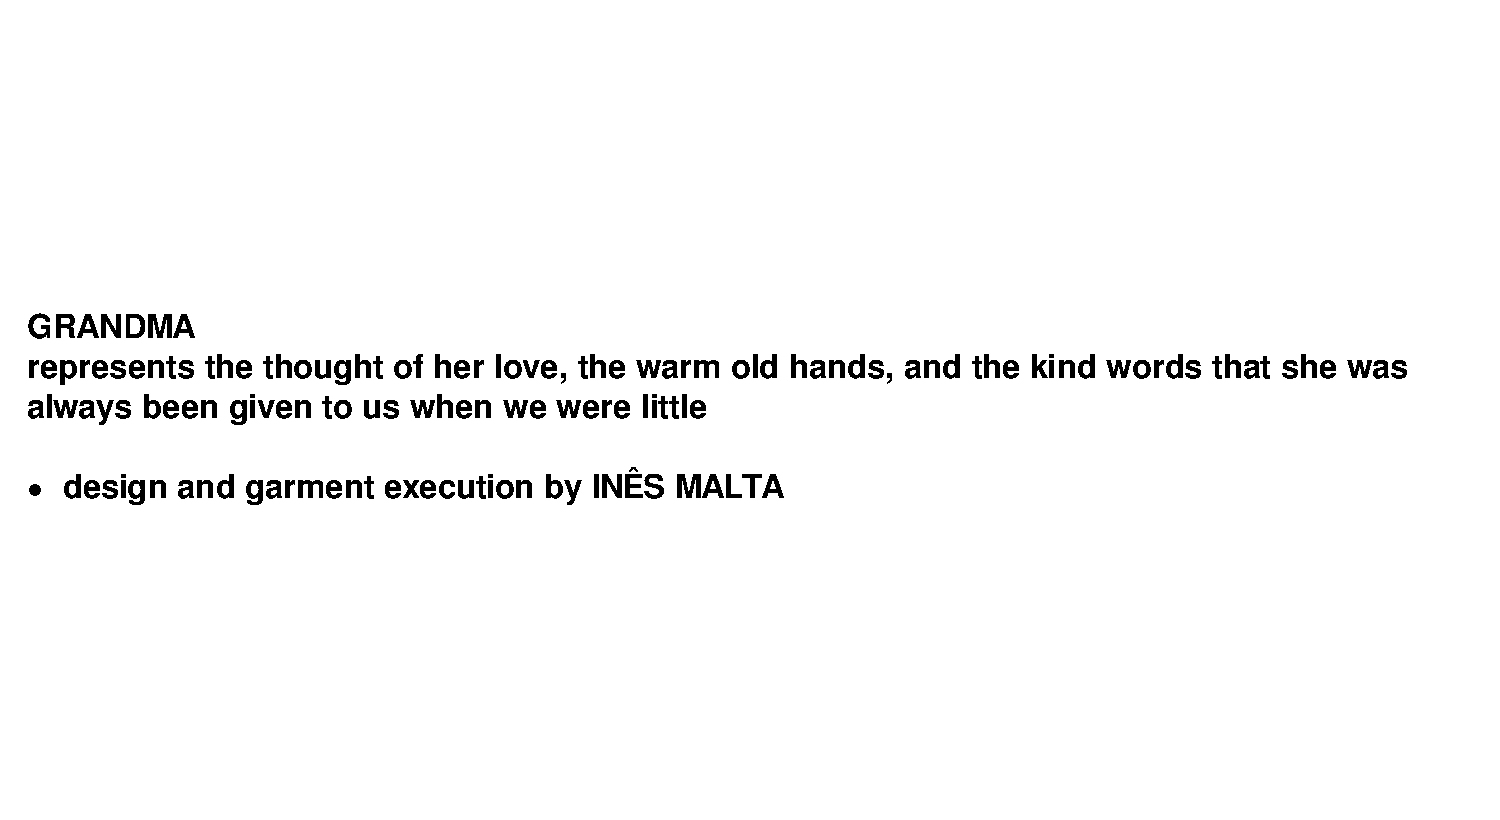 GRANDMA
represents the thought of her love, the warm old hands, and the kind words that she was
always been given to us when we were little
• design and garment execution by INÊS MALTA